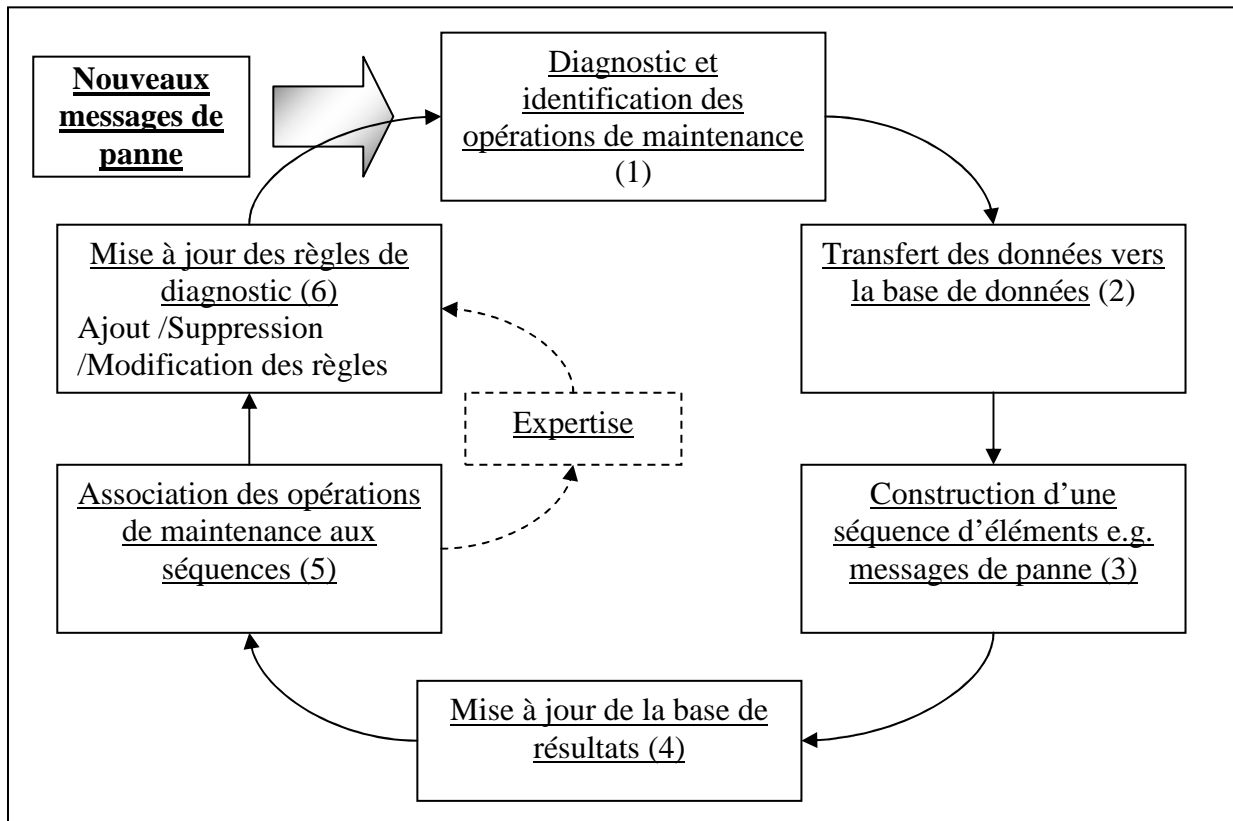 Nouveaux
messages de
panne
Diagnostic et
identification des
opérations de maintenance
(1)
Transfert des données vers
la base de données (2)
Construction d’une
séquence d’éléments e.g.
messages de panne (3)
Mise à jour de la base de
résultats (4)
Association des opérations
de maintenance aux
séquences (5)
Expertise
Mise à jour des règles de
diagnostic (6)
Ajout /Suppression
/Modification des règles